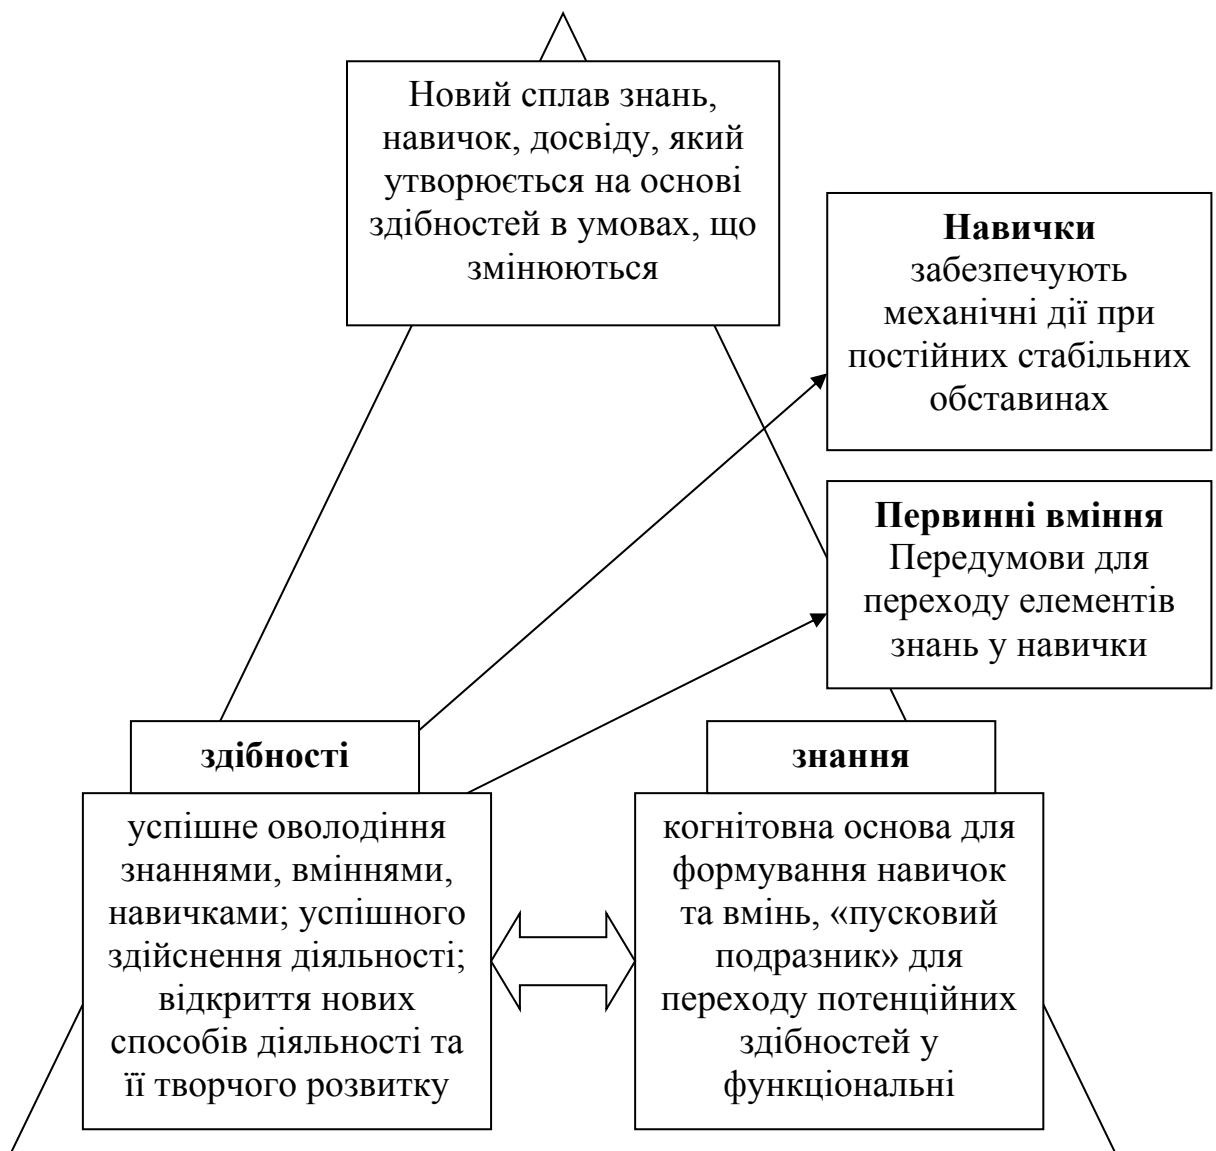 Новий сплав знань,
навичок, досвіду, який
утворюється на основі
здібностей в умовах, що
змінюються
Навички
забезпечують
механічні дії при
постійних стабільних
обставинах
Первинні вміння
Передумови для
переходу елементів
знань у навички
здібності
успішне оволодіння
знаннями, вміннями,
навичками; успішного
здійснення діяльності;
відкриття нових
способів діяльності та
її творчого розвитку
знання
когнітовна основа для
формування навичок
та вмінь, «пусковий
подразник» для
переходу потенційних
здібностей у
функціональні